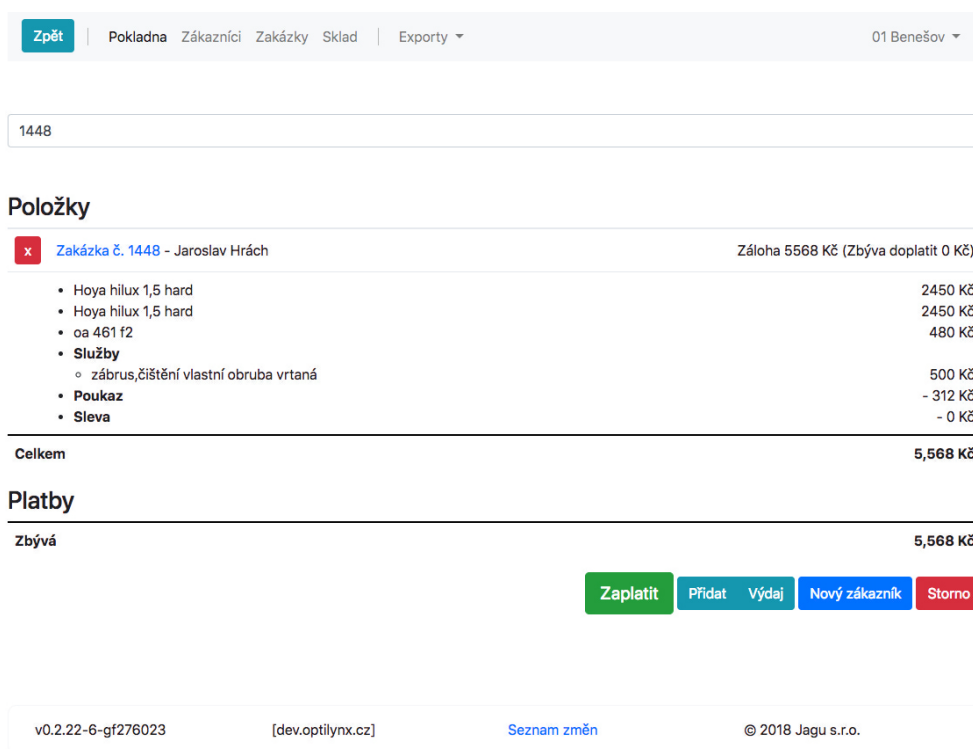 Zpět Pokladna Zákazníci Zakázky Sklad Exporty 01 Benešov
1448
Položky
x Zakázka č. 1448 - Jaroslav Hrách Záloha 5568 Kč (Zbýva doplatit 0 Kč)
Hoya hilux 1,5 hard 2450 Kč
Hoya hilux 1,5 hard 2450 Kč
oa 461 f2 480 Kč
Služby
zábrus,čištění vlastní obruba vrtaná 500 Kč
Poukaz - 312 Kč
Sleva - 0 Kč
Celkem 5,568 Kč
Platby
Zbývá 5,568 Kč
Zaplatit Přidat Výdaj Nový zákazník Storno
v0.2.22-6-gf276023 [dev.optilynx.cz] Seznam změn © 2018 Jagu s.r.o.